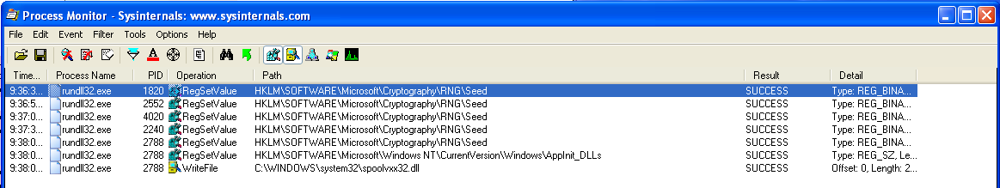 Process Monitor - Sysinternals: www.sysinternals.com
File Edit Event Filter Tools Options Help
Time... Process Name PID Operation Path Result Detail
9:36:3... rundll32.exe 1820 RegSetValue HKLM\SOFTWARE\Microsoft\Cryptography\RNG\Seed SUCCESS Type: REG_BINA...
9:36:5... rundll32.exe 2552 RegSetValue HKLM\SOFTWARE\Microsoft\Cryptography\RNG\Seed SUCCESS Type: REG_BINA...
9:37:0... rundll32.exe 4020 RegSetValue HKLM\SOFTWARE\Microsoft\Cryptography\RNG\Seed SUCCESS Type: REG_BINA...
9:37:3... rundll32.exe 2240 RegSetValue HKLM\SOFTWARE\Microsoft\Cryptography\RNG\Seed SUCCESS Type: REG_BINA...
9:38:0... rundll32.exe 2788 RegSetValue HKLM\SOFTWARE\Microsoft\Cryptography\RNG\Seed SUCCESS Type: REG_BINA...
9:38:0... rundll32.exe 2788 RegSetValue HKLM\SOFTWARE\Microsoft\Windows NT\CurrentVersion\Windows\AppInit_DLLs SUCCESS Type: REG_SZ, Le...
9:38:0... rundll32.exe 2788 WriteFile C:\WINDOWS\system32\spoolvxx32.dll SUCCESS Offset: 0, Length: 2...